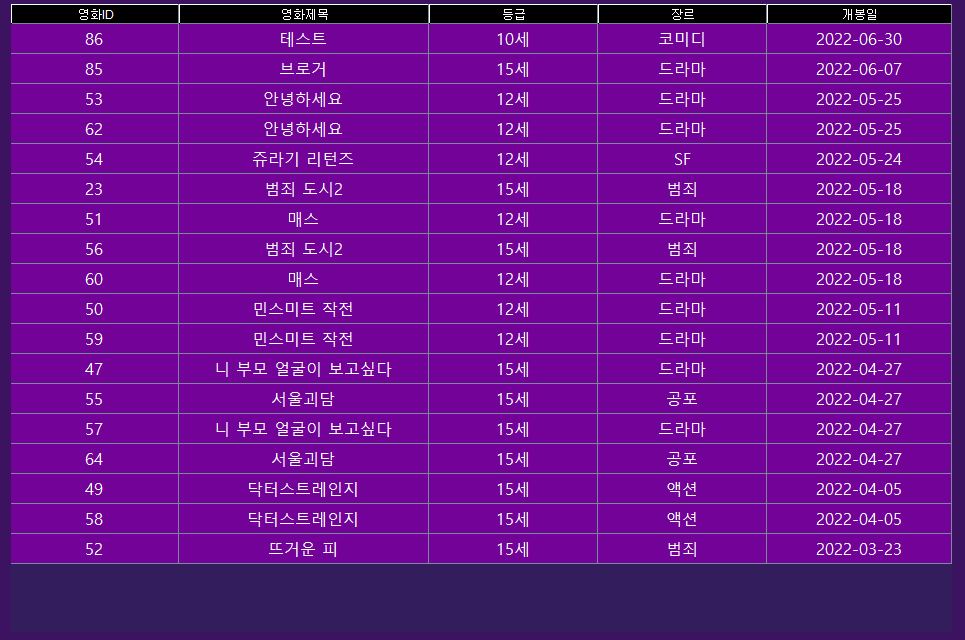 영화ID 영화제목 등급 장르 개봉일
86 테스트 10세 코미디 2022-06-30
85 브로거 15세 드라마 2022-06-07
53 안녕하세요 12세 드라마 2022-05-25
62 안녕하세요 12세 드라마 2022-05-25
54 쥬라기 리턴즈 12세 SF 2022-05-24
23 범죄 도시2 15세 범죄 2022-05-18
51 매스 12세 드라마 2022-05-18
56 범죄 도시2 15세 범죄 2022-05-18
60 매스 12세 드라마 2022-05-18
50 민스미트 작전 12세 드라마 2022-05-11
59 민스미트 작전 12세 드라마 2022-05-11
47 니 부모 얼굴이 보고싶다 15세 드라마 2022-04-27
55 서울괴담 15세 공포 2022-04-27
57 니 부모 얼굴이 보고싶다 15세 드라마 2022-04-27
64 서울괴담 15세 공포 2022-04-27
49 닥터스트레인지 15세 액션 2022-04-05
58 닥터스트레인지 15세 액션 2022-04-05
52 뜨거운 피 15세 범죄 2022-03-23